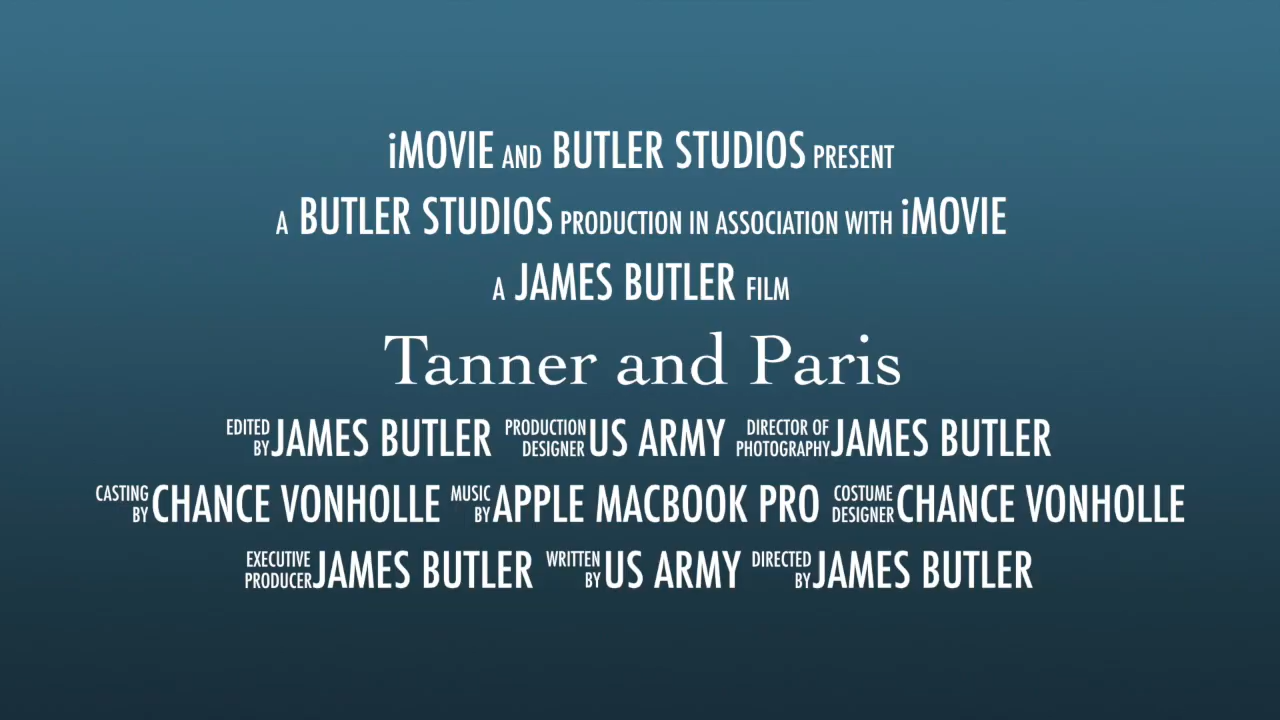 iMOVIE AND BUTLER STUDIOS PRESENT
A BUTLER STUDIOS PRODUCTION IN ASSOCIATION WITH iMOVIE
A JAMES BUTLER FILM
Tanner and Paris
EDITED BY JAMES BUTLER PRODUCTION DESIGNER US ARMY DIRECTOR OF PHOTOGRAPHY JAMES BUTLER
CASTING BY CHANCE VONHOLLE MUSIC BY APPLE MACBOOK PRO COSTUME DESIGNER CHANCE VONHOLLE
EXECUTIVE PRODUCER JAMES BUTLER WRITTEN BY US ARMY DIRECTED BY JAMES BUTLER